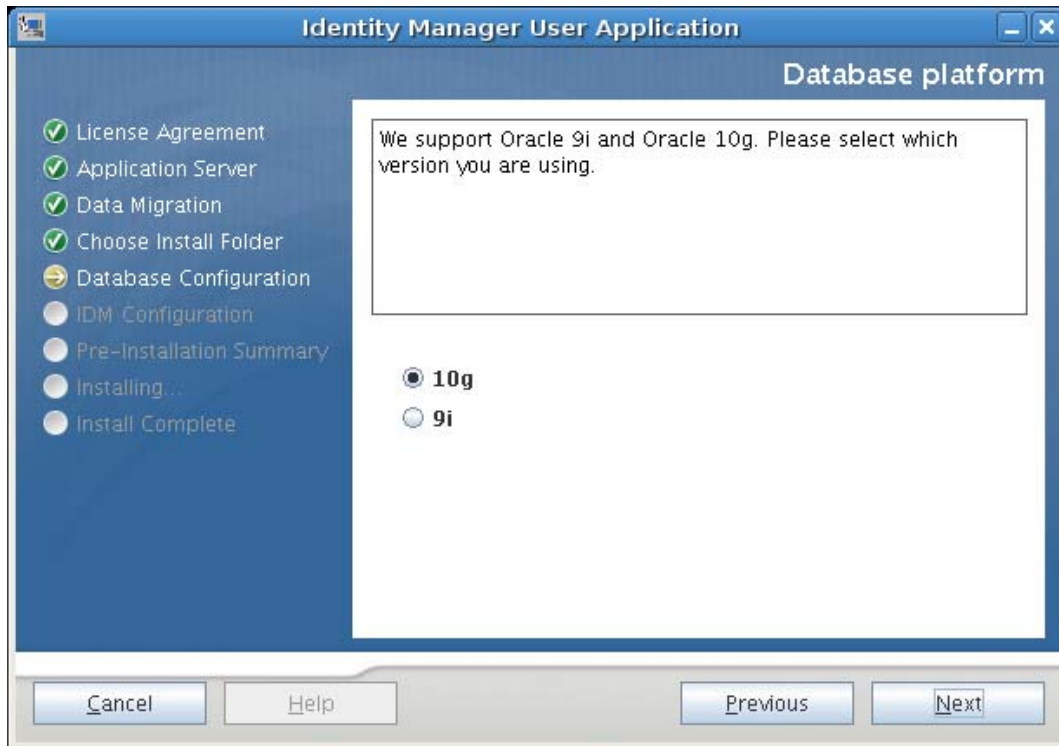 Identity Manager User Application
Database platform
License Agreement
Application Server
Data Migration
Choose Install Folder
Database Configuration
IDM Configuration
Pre-Installation Summary
Installing...
Install Complete
We support Oracle 9i and Oracle 10g. Please select which
version you are using.
10g
9i
Cancel
Help
Previous
Next